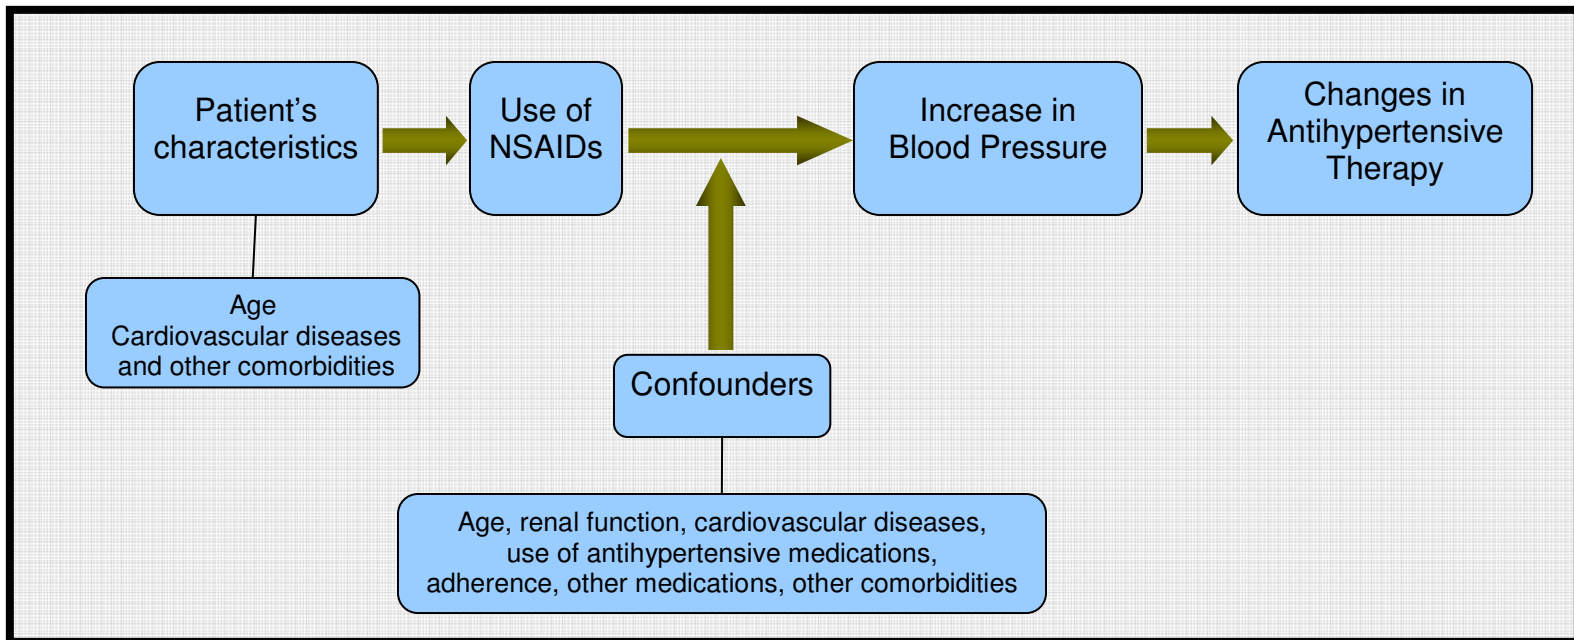 Patient’s
characteristics
Use of
NSAIDs
Increase in
Blood Pressure
Changes in
Antihypertensive
Therapy
Age
Cardiovascular diseases
and other comorbidities
Confounders
Age, renal function, cardiovascular diseases,
use of antihypertensive medications,
adherence, other medications, other comorbidities